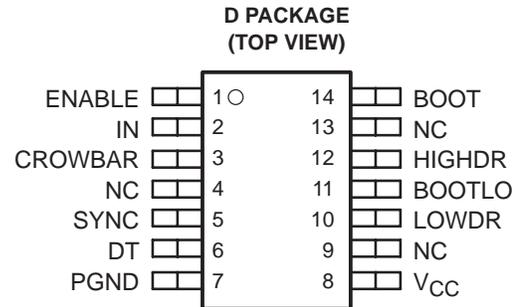 D PACKAGE
(TOP VIEW)
ENABLE 1 14 BOOT
IN 2 13 NC
CROWBAR 3 12 HIGHDR
NC 4 11 BOOTLO
SYNC 5 10 LOWDR
DT 6 9 NC
PGND 7 8 VCC